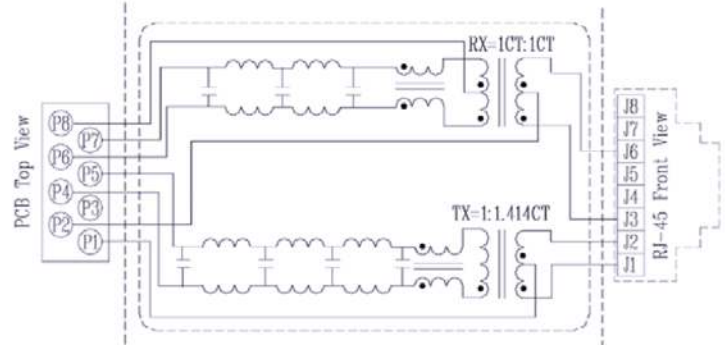 RX=1CT:1CT
PCB Top View
P8
P7
P6
P5
P4
P3
P2
P1
TX=1:1.414CT
J8
J7
J6
J5
J4
J3
J2
J1
RJ-45 Front View